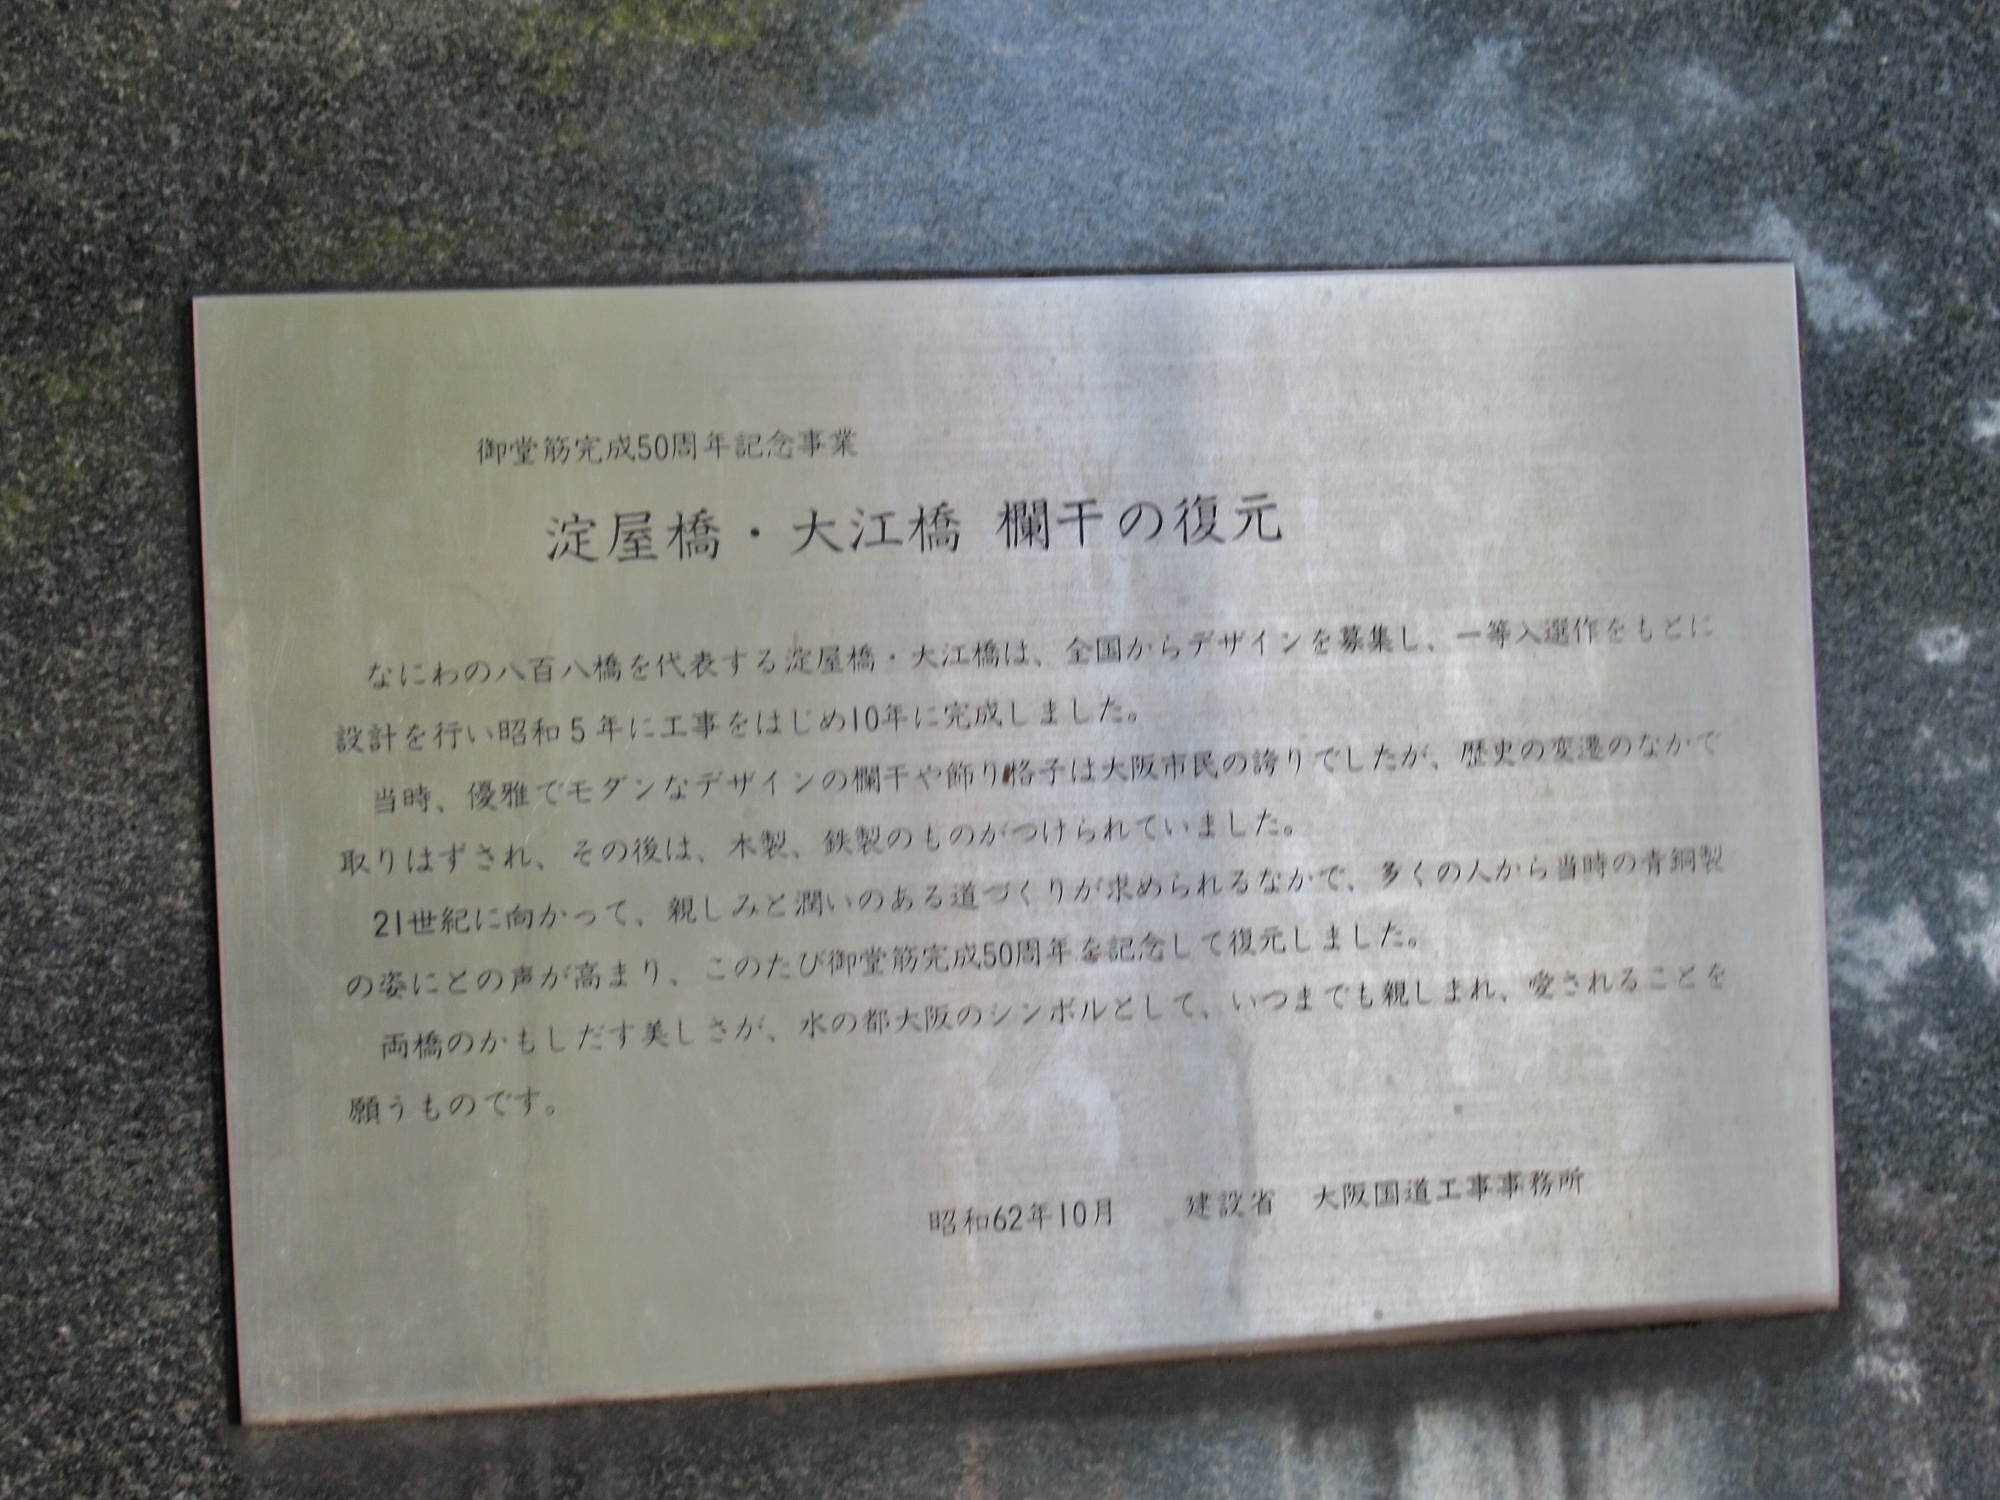 御堂筋完成50周年記念事業
淀屋橋・大江橋 欄干の復元
なにわの八百八橋を代表する淀屋橋・大江橋は、全国からデザインを募集し、一等入選作をもとに
設計を行い昭和5年に工事をはじめ10年に完成しました。
当時、優雅でモダンなデザインの欄干や飾り格子は大阪市民の誇りでしたが、歴史の変遷のなかで
取りはずされ、その後は、木製、鉄製のものがつけられていました。
21世紀に向かって、親しみと潤いのある道づくりが求められるなかで、多くの人から当時の青銅製
の姿にとの声が高まり、このたび御堂筋完成50周年を記念して復元しました。
両橋のかもしだす美しさが、水の都大阪のシンボルとして、いつまでも親しまれ、愛されることを
願うものです。
昭和62年10月 建設省 大阪国道工事事務所